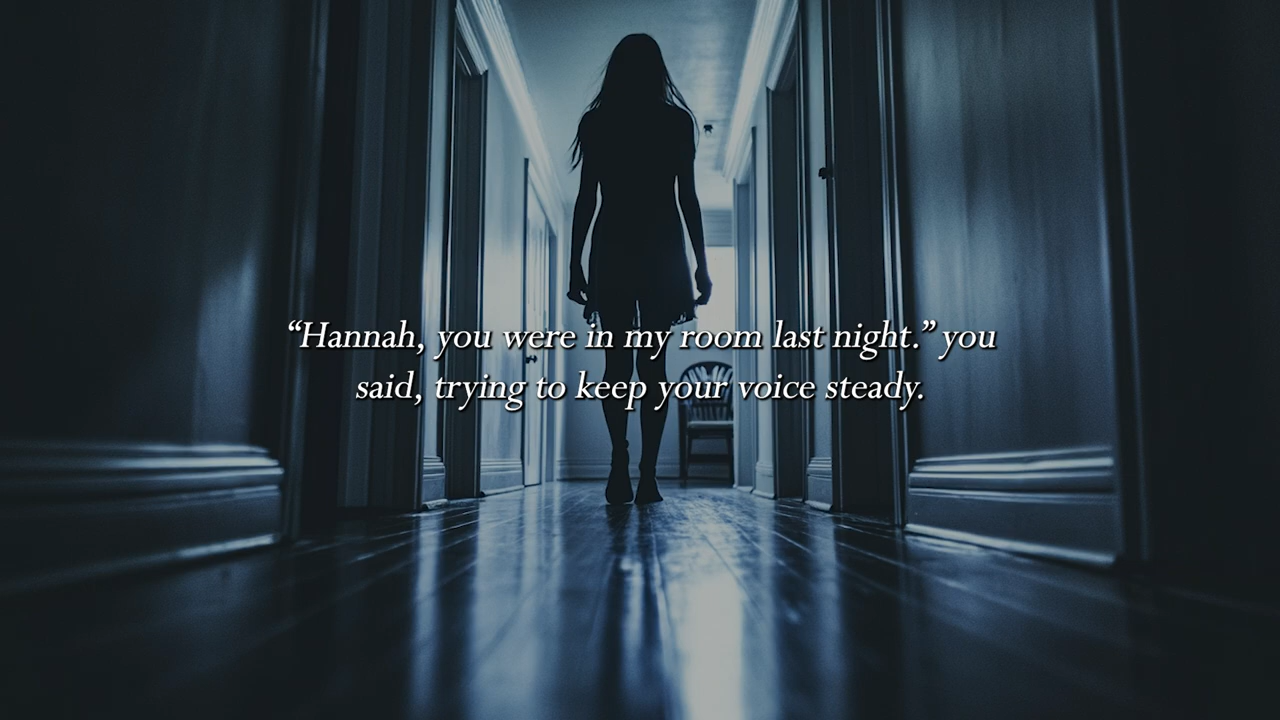 “Hannah, you were in my room last night.” you
said, trying to keep your voice steady.